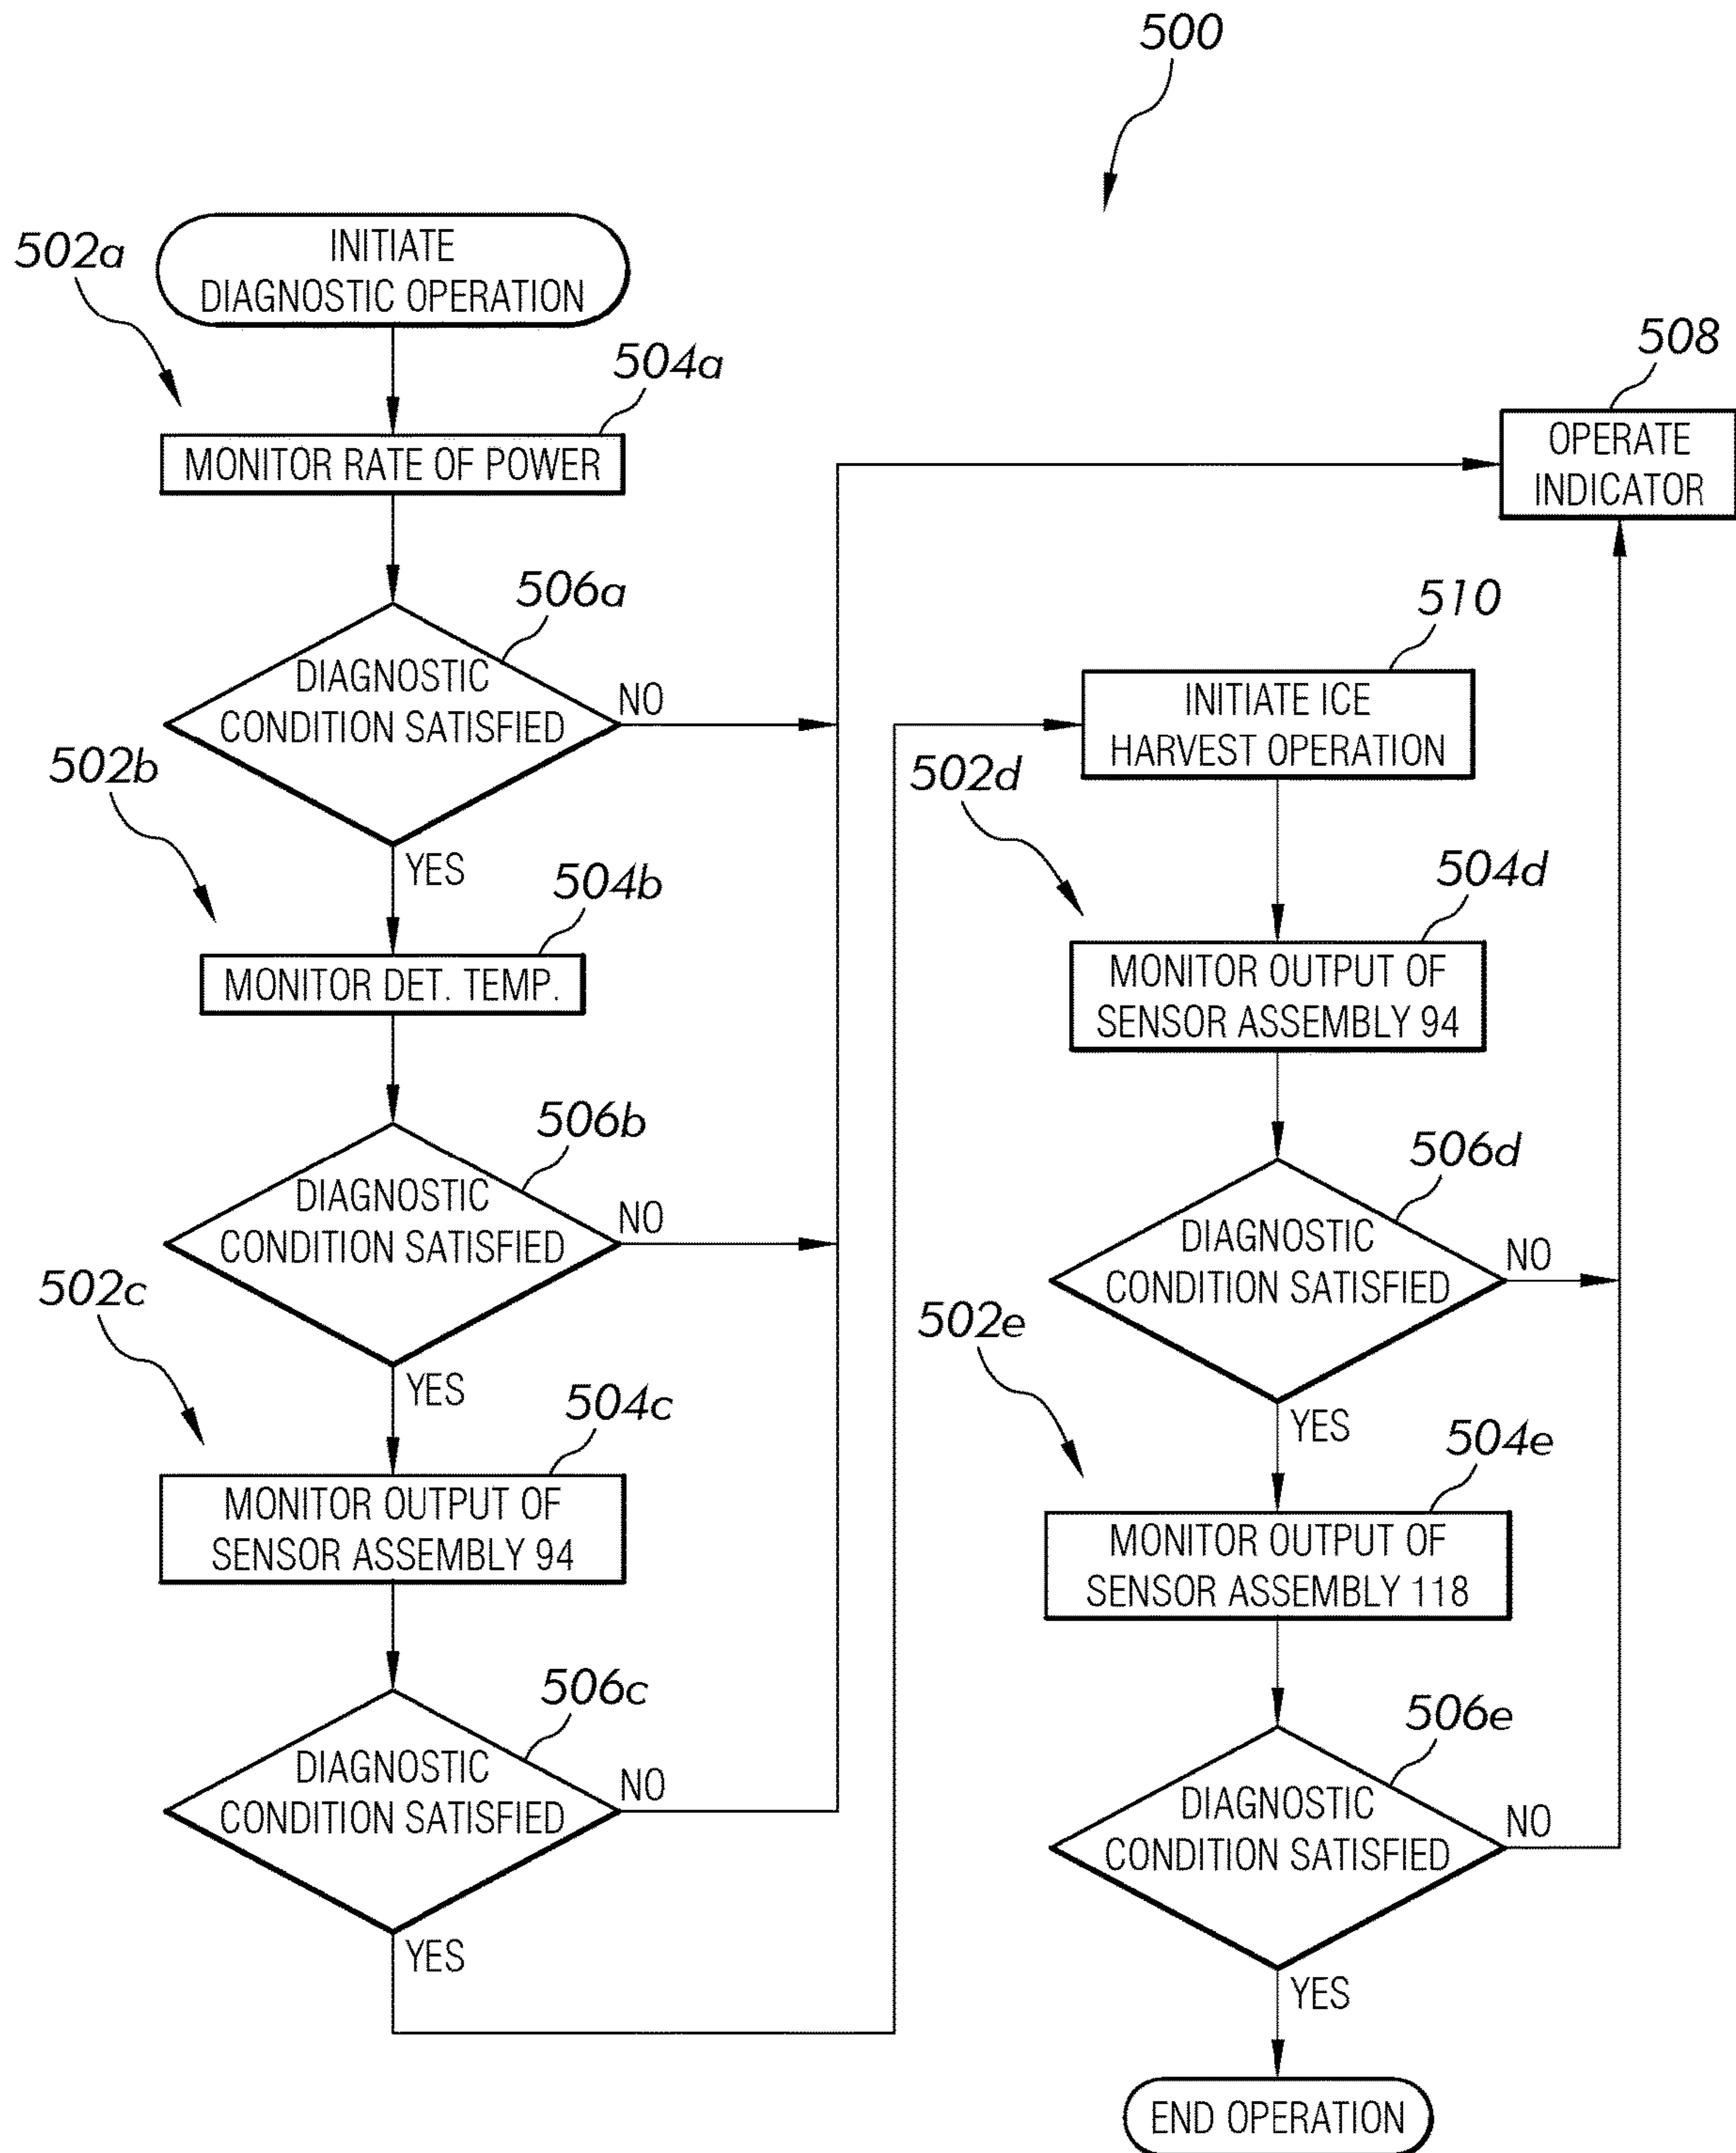 500
502a
INITIATE
DIAGNOSTIC OPERATION
504a
MONITOR RATE OF POWER
506a
DIAGNOSTIC
CONDITION SATISFIED
NO
YES
502b
504b
MONITOR DET. TEMP.
506b
DIAGNOSTIC
CONDITION SATISFIED
NO
YES
502c
504c
MONITOR OUTPUT OF
SENSOR ASSEMBLY 94
506c
DIAGNOSTIC
CONDITION SATISFIED
NO
YES
508
OPERATE
INDICATOR
510
INITIATE ICE
HARVEST OPERATION
502d
504d
MONITOR OUTPUT OF
SENSOR ASSEMBLY 94
506d
DIAGNOSTIC
CONDITION SATISFIED
NO
YES
502e
504e
MONITOR OUTPUT OF
SENSOR ASSEMBLY 118
506e
DIAGNOSTIC
CONDITION SATISFIED
NO
YES
END OPERATION